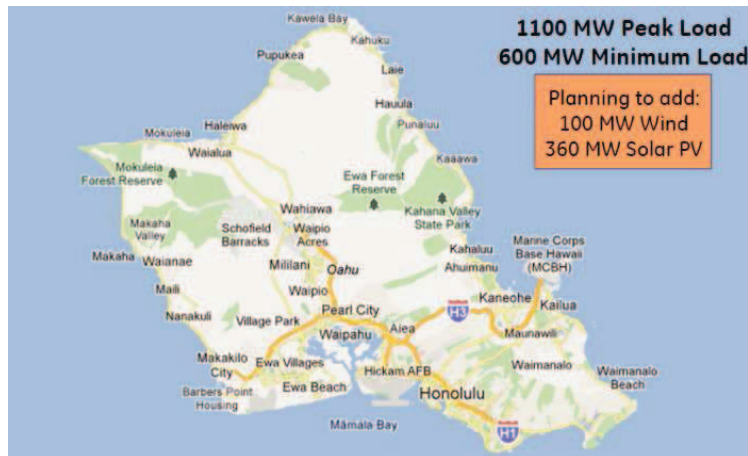 1100 MW Peak Load
600 MW Minimum Load
Planning to add:
100 MW Wind
360 MW Solar PV
Kawela Bay
Kahuku
Pupukea
Laie
Hauula
Punaluu
Mokuleia
Haleiwa
Waialua
Kaaawa
Mokuleia
Forest Reserve
Ewa Forest
Reserve
Wahiawa
Kahana Valley
State Park
Makaha
Valley
Schofield
Barracks
Waipio
Acres
Kahaluu
Marine Corps
Base Hawaii
(MCBH)
Makaha
Waianae
Mililani
Oahu
Ahuimanu
Maili
Waipio
Kaneohe
Kailua
Nanakuli
Village Park
Pearl City
H3
Waipahu
Aiea
Maunawili
Makakilo
City
Ewa Villages
Waimanalo
Waimanalo
Beach
Hickam AFB
Barbers Point
Housing
Ewa Beach
Honolulu
Māmala Bay
H1